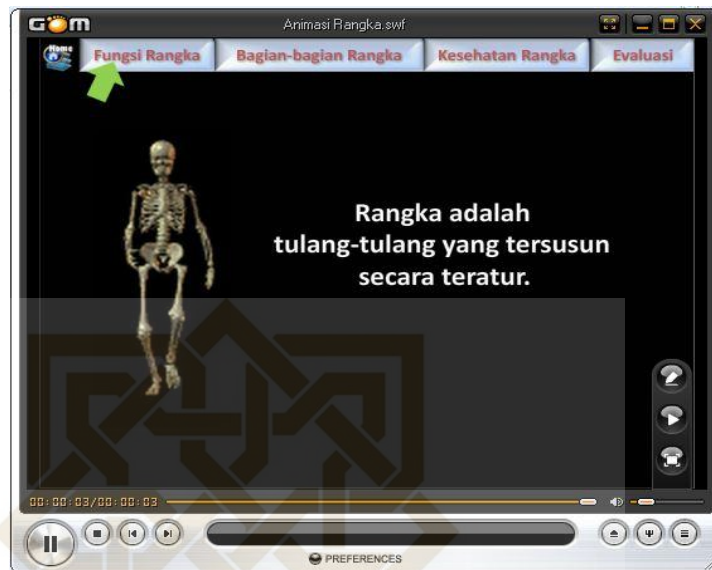 GOM
Animasi Rangka.swf
Home
Fungsi Rangka
Bagian-bagian Rangka
Kesehatan Rangka
Evaluasi
Rangka adalah
tulang-tulang yang tersusun
secara teratur.
00:00:03/00:00:03
PREFERENCES